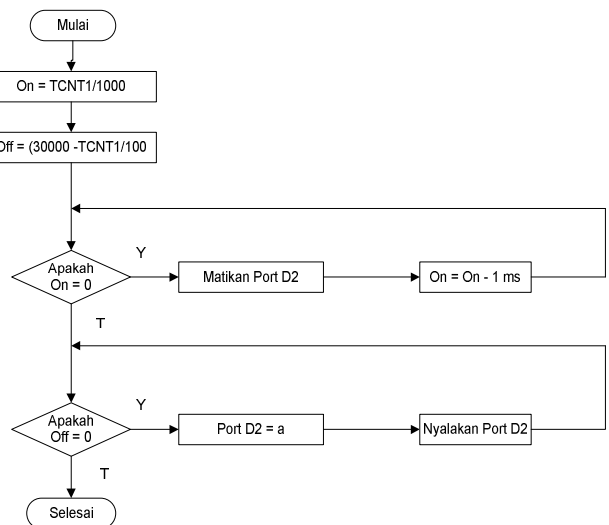 Mulai
On = TCNT1/1000
Off = (30000 -TCNT1/100
Apakah
On = 0
Y
Matikan Port D2
On = On - 1 ms
T
Apakah
Off = 0
Y
Port D2 = a
Nyalakan Port D2
T
Selesai